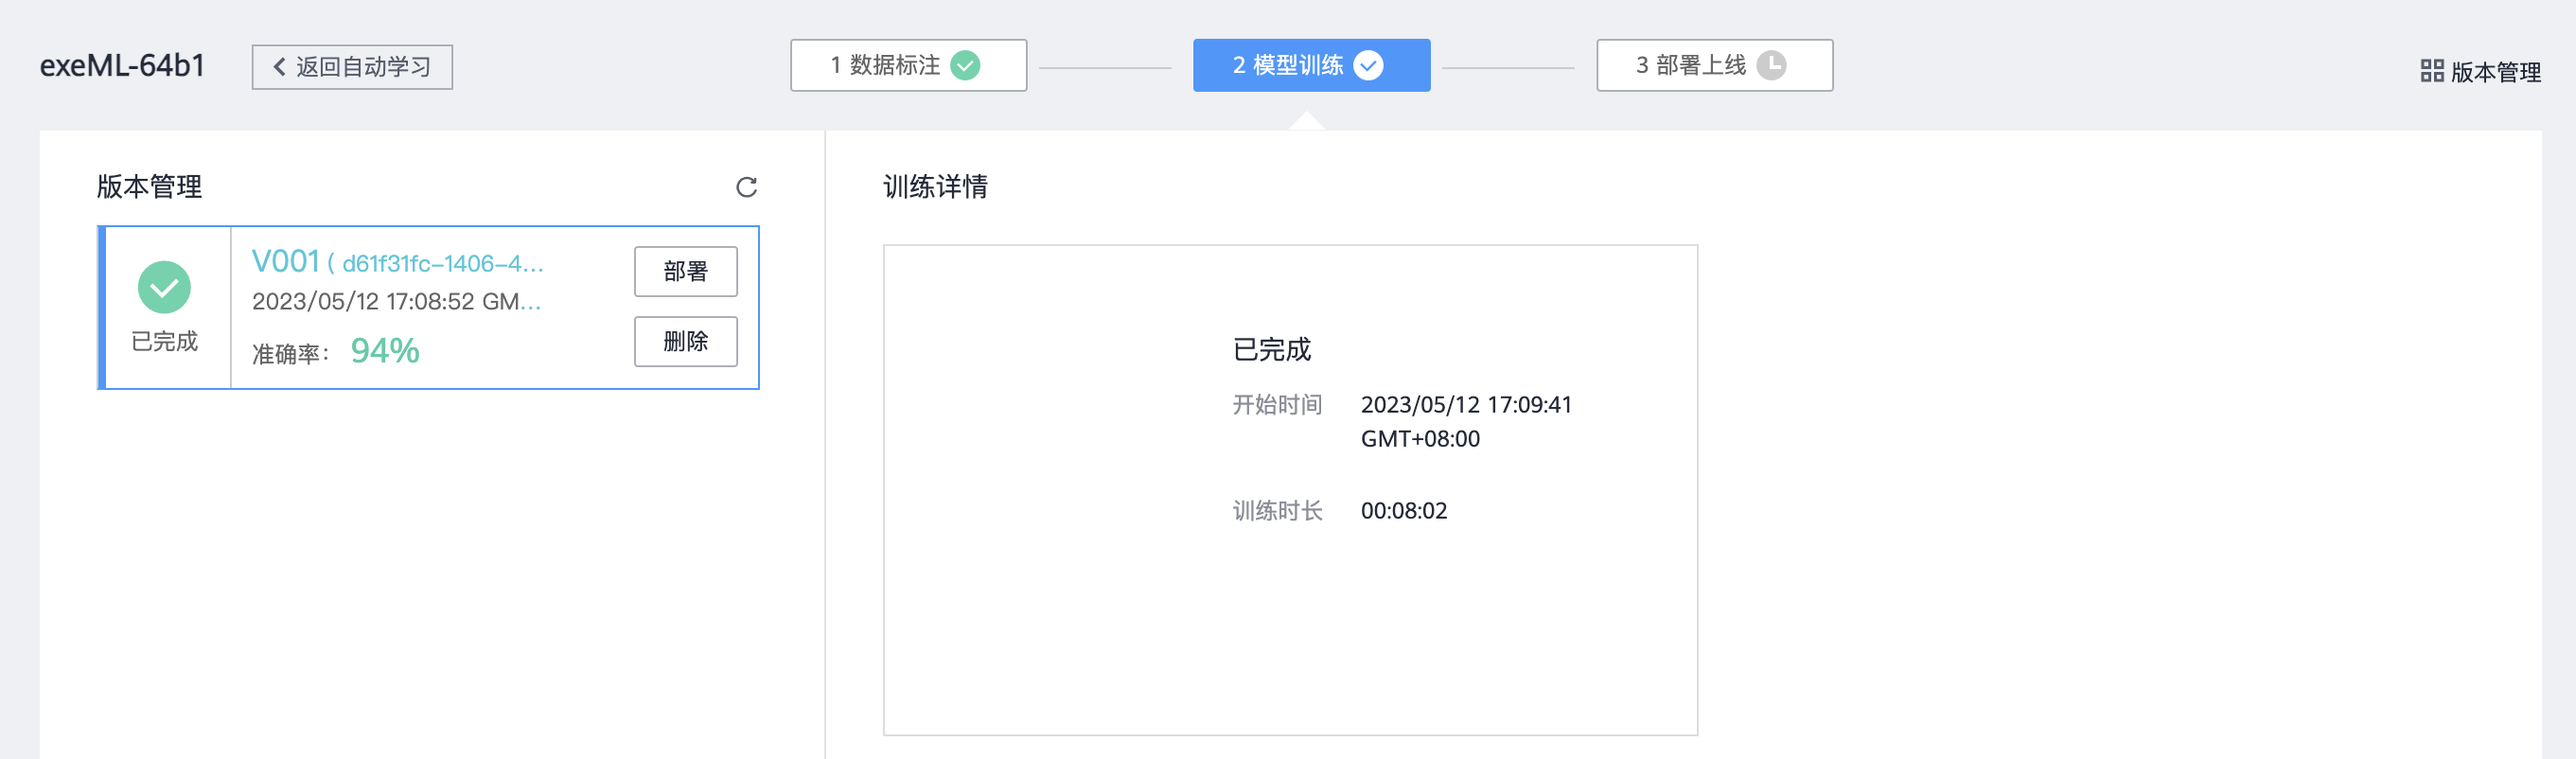 exeML-64b1
返回自动学习
1 数据标注
2 模型训练
3 部署上线
版本管理
版本管理
已完成
V001 ( d61f31fc-1406-4...
2023/05/12 17:08:52 GM...
准确率： 94%
部署
删除
训练详情
已完成
开始时间 2023/05/12 17:09:41
GMT+08:00
训练时长 00:08:02